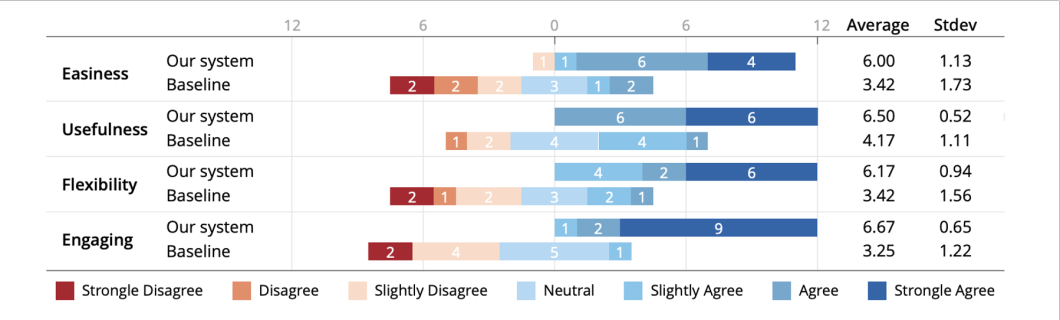 12 6 0 6 12 Average Stdev
Easiness
Our system 1 1 6 4 6.00 1.13
Baseline 2 2 2 3 1 2 3.42 1.73
Usefulness
Our system 6 6 6.50 0.52
Baseline 1 2 4 4 1 4.17 1.11
Flexibility
Our system 4 2 6 6.17 0.94
Baseline 2 1 2 3 2 1 3.42 1.56
Engaging
Our system 1 2 9 6.67 0.65
Baseline 2 4 5 1 3.25 1.22
Strongle Disagree Disagree Slightly Disagree Neutral Slightly Agree Agree Strongle Agree